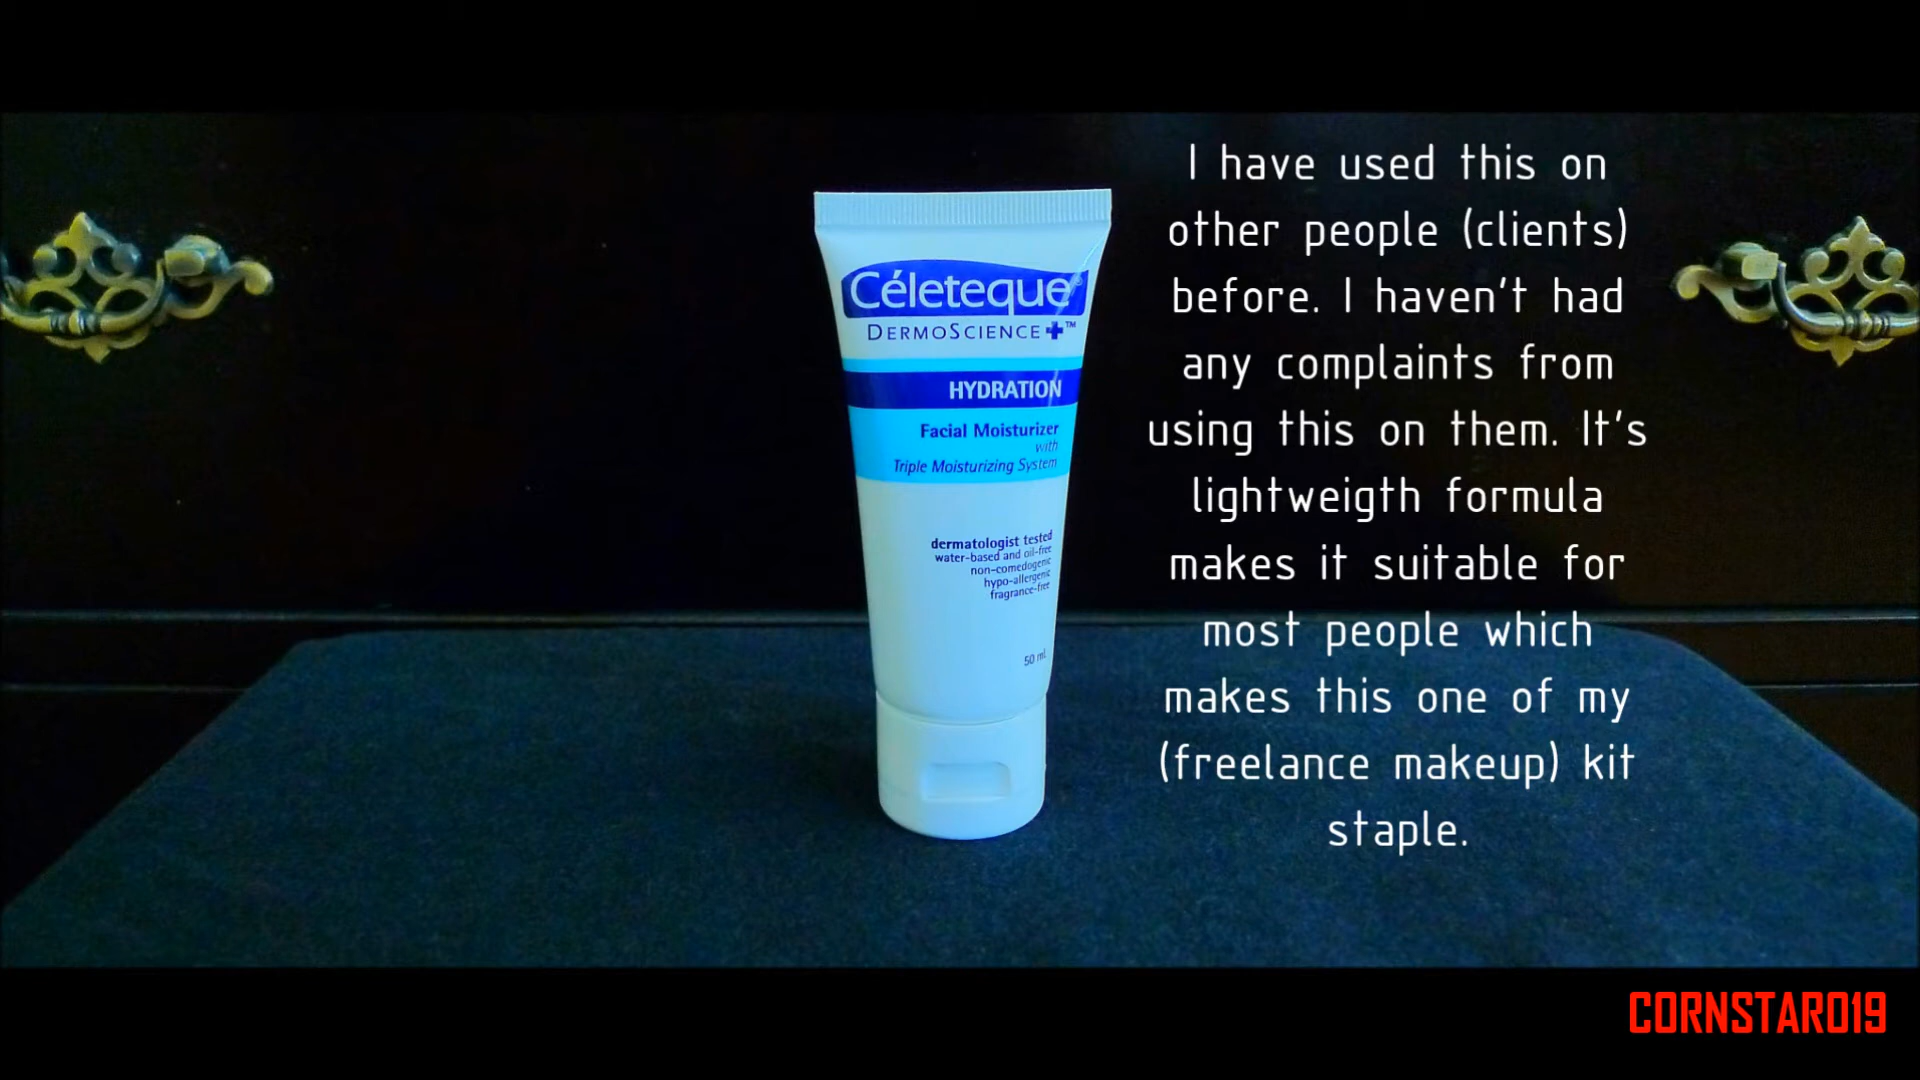 Céleteque®
DERMOSCIENCE+™
HYDRATION
Facial Moisturizer
with
Triple Moisturizing System
dermatologist tested
water-based and oil-free
non-comedogenic
hypo-allergenic
fragrance-free
50 ml
I have used this on
other people (clients)
before. I haven't had
any complaints from
using this on them. It's
lightweigth formula
makes it suitable for
most people which
makes this one of my
(freelance makeup) kit
staple.
CORNSTAR019